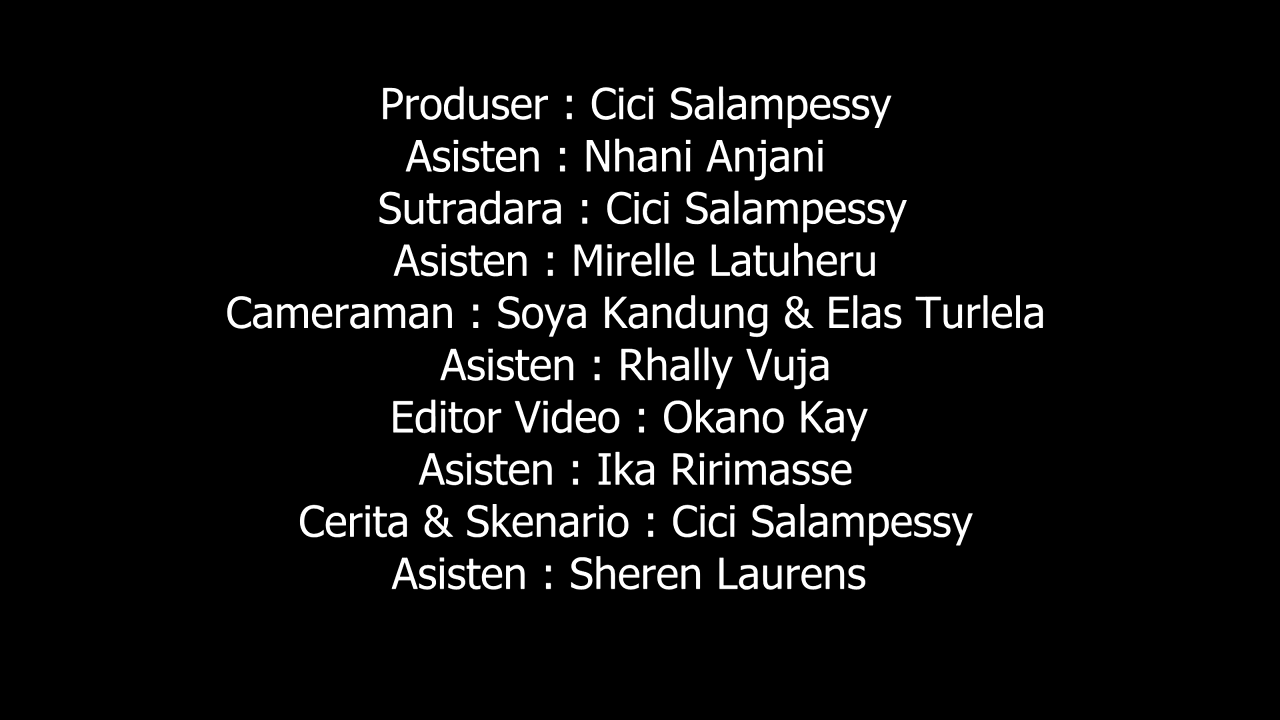 Produser : Cici Salampessy
Asisten : Nhani Anjani
Sutradara : Cici Salampessy
Asisten : Mirelle Latuheru
Cameraman : Soya Kandung & Elas Turlela
Asisten : Rhally Vuja
Editor Video : Okano Kay
Asisten : Ika Ririmasse
Cerita & Skenario : Cici Salampessy
Asisten : Sheren Laurens